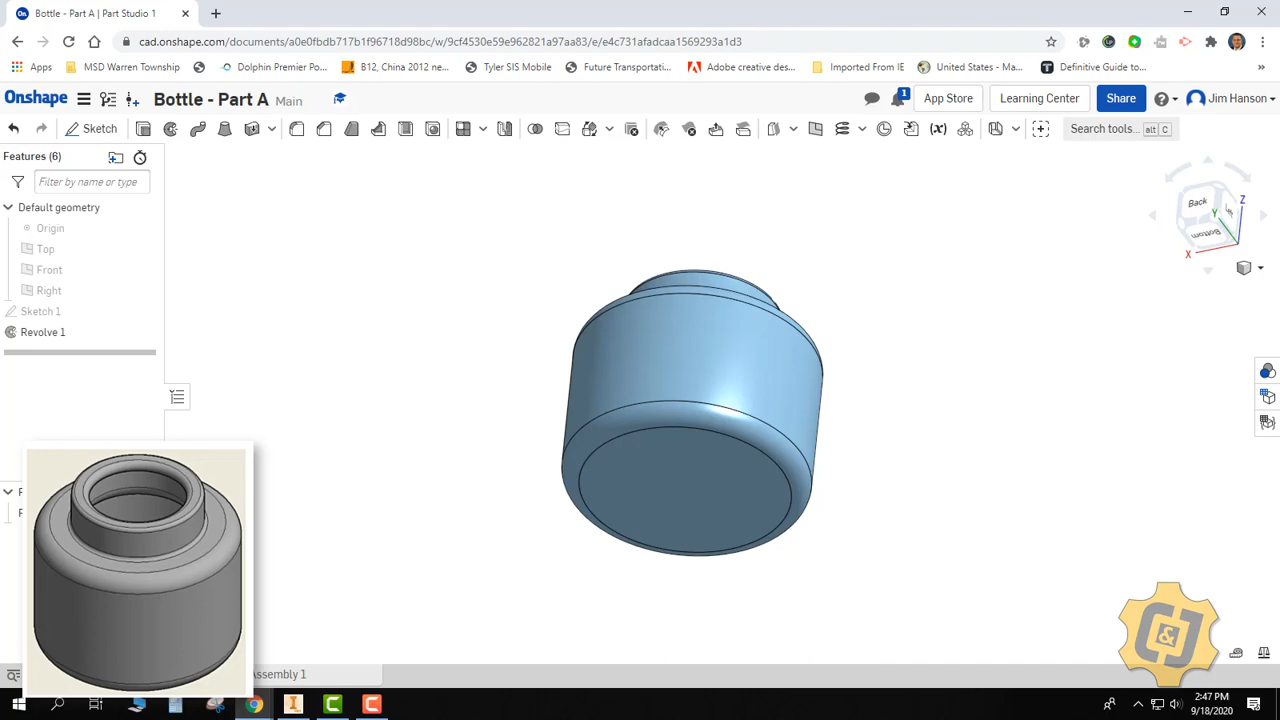 On Bottle - Part A | Part Studio 1
cad.onshape.com/documents/a0e0fbdb717b1f96718d98bc/w/9cf4530e59e962821a97aa83/e/e4c731afadcaa1569293a1d3
Apps MSD Warren Township Dolphin Premier Po... B12, China 2012 ne... Tyler SIS Mobile Future Transportati... Adobe creative des... Imported From IE United States - Ma... Definitive Guide to... »
Onshape Bottle - Part A Main 1 App Store Learning Center Share Jim Hanson
Sketch (x) Search tools... alt C
Features (6)
Filter by name or type
Default geometry
Origin
Top
Front
Right
Sketch 1
Revolve 1
Back
Bottom
X Y Z
Assembly 1
&
2:47 PM
9/18/2020